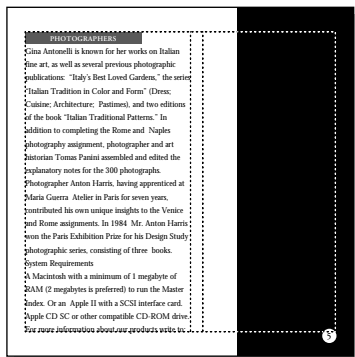 PHOTOGRAPHERS
Gina Antonelli is known for her works on Italian
fine art, as well as several previous photographic
publications: "Italy's Best Loved Gardens," the series
"Italian Tradition in Color and Form" (Dress;
Cuisine; Architecture; Pastimes), and two editions
of the book "Italian Traditional Patterns." In
addition to completing the Rome and Naples
photography assignment, photographer and art
historian Tomas Panini assembled and edited the
explanatory notes for the 300 photographs.
Photographer Anton Harris, having apprenticed at
Maria Guerra Atelier in Paris for seven years,
contributed his own unique insights to the Venice
and Rome assignments. In 1984 Mr. Anton Harris
won the Paris Exhibition Prize for his Design Study
photographic series, consisting of three books.
System Requirements
A Macintosh with a minimum of 1 megabyte of
RAM (2 megabytes is preferred) to run the Master
Index. Or an Apple II with a SCSI interface card.
Apple CD SC or other compatible CD-ROM drive.
For more information about our products write to:
5